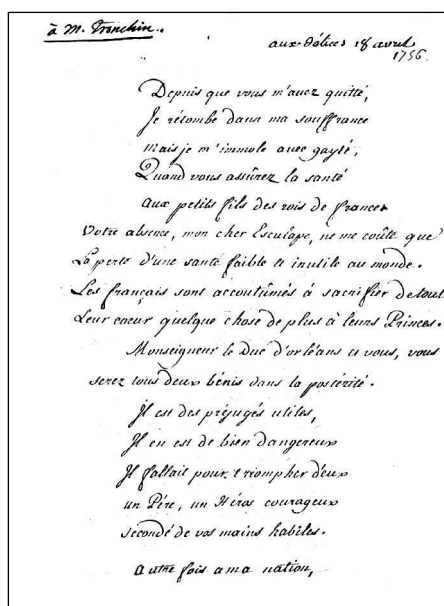 à M. Tronchin.
aux délices 18 avril
1756.
Depuis que vous m'avez quitté,
Je retombe dans ma souffrance
mais je m'immole avec gayté,
Quand vous assûrez la santé
aux petits fils des rois de france.
Votre absence, mon cher Esculape, ne me coûte que
La perte d'une santé faible et inutile au monde.
Les français sont accoutumés à sacrifier de tout
Leur coeur quelque chose de plus à leurs Princes.
Monseigneur le Duc d'orléans et vous, vous
serez tous deux bénis dans la postérité.
Il est des préjugés utiles,
Il en est de bien dangereux
Il fallait pour triompher d'eux
un Pére, un Héros courageux
secondé de vos mains habiles.
autre fois a ma nation,